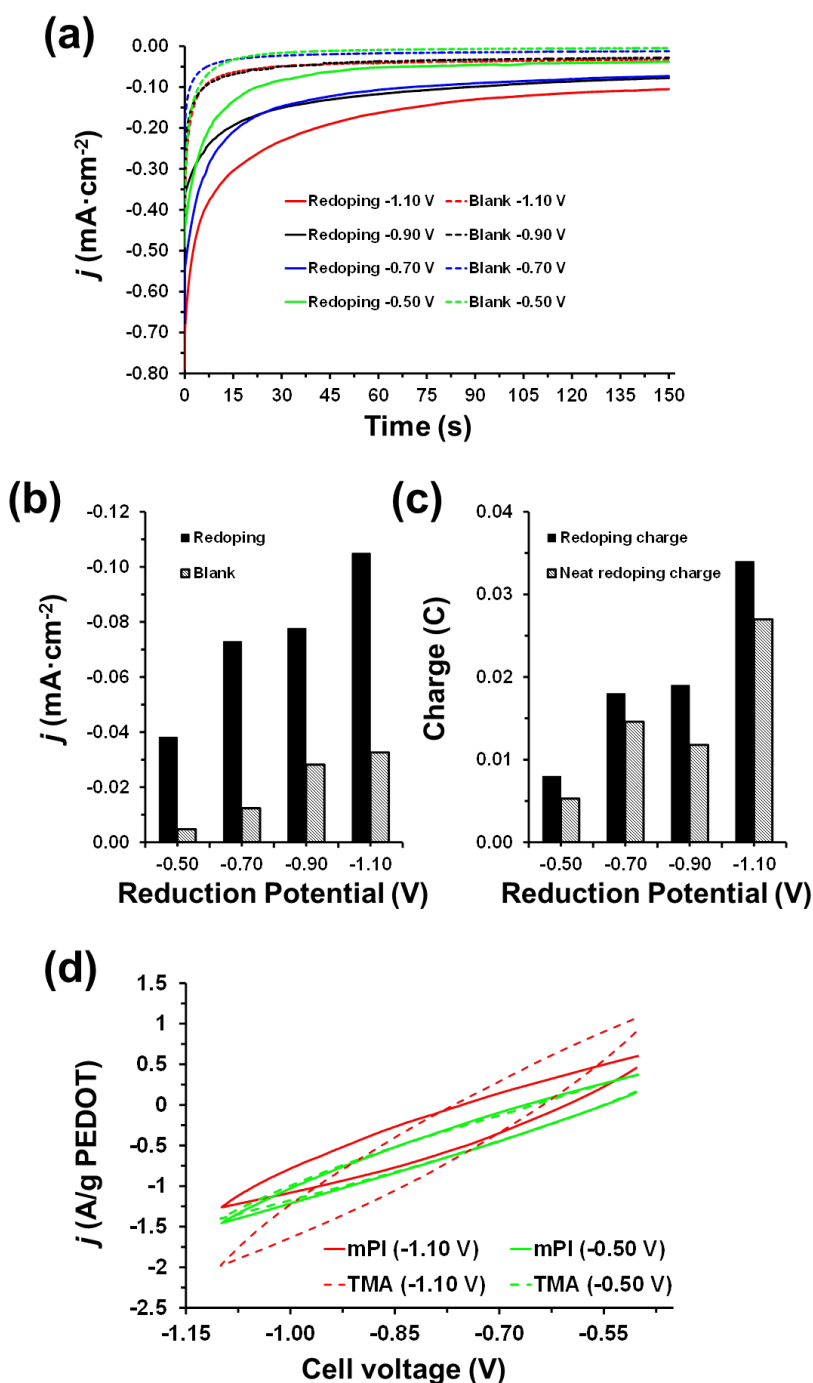 (a)
0.00
-0.10
-0.20
-0.30
-0.40
-0.50
-0.60
-0.70
-0.80
j (mA·cm-2)
Redoping -1.10 V
Blank -1.10 V
Redoping -0.90 V
Blank -0.90 V
Redoping -0.70 V
Blank -0.70 V
Redoping -0.50 V
Blank -0.50 V
0 15 30 45 60 75 90 105 120 135 150
Time (s)
(b)
-0.12
-0.10
-0.08
-0.06
-0.04
-0.02
0.00
j (mA·cm-2)
Redoping
Blank
-0.50 -0.70 -0.90 -1.10
Reduction Potential (V)
(c)
0.04
0.03
0.02
0.01
0.00
Charge (C)
Redoping charge
Neat redoping charge
-0.50 -0.70 -0.90 -1.10
Reduction Potential (V)
(d)
1.5
1
0.5
0
-0.5
-1
-1.5
-2
-2.5
j (A/g PEDOT)
mPI (-1.10 V)
mPI (-0.50 V)
TMA (-1.10 V)
TMA (-0.50 V)
-1.15 -1.00 -0.85 -0.70 -0.55
Cell voltage (V)